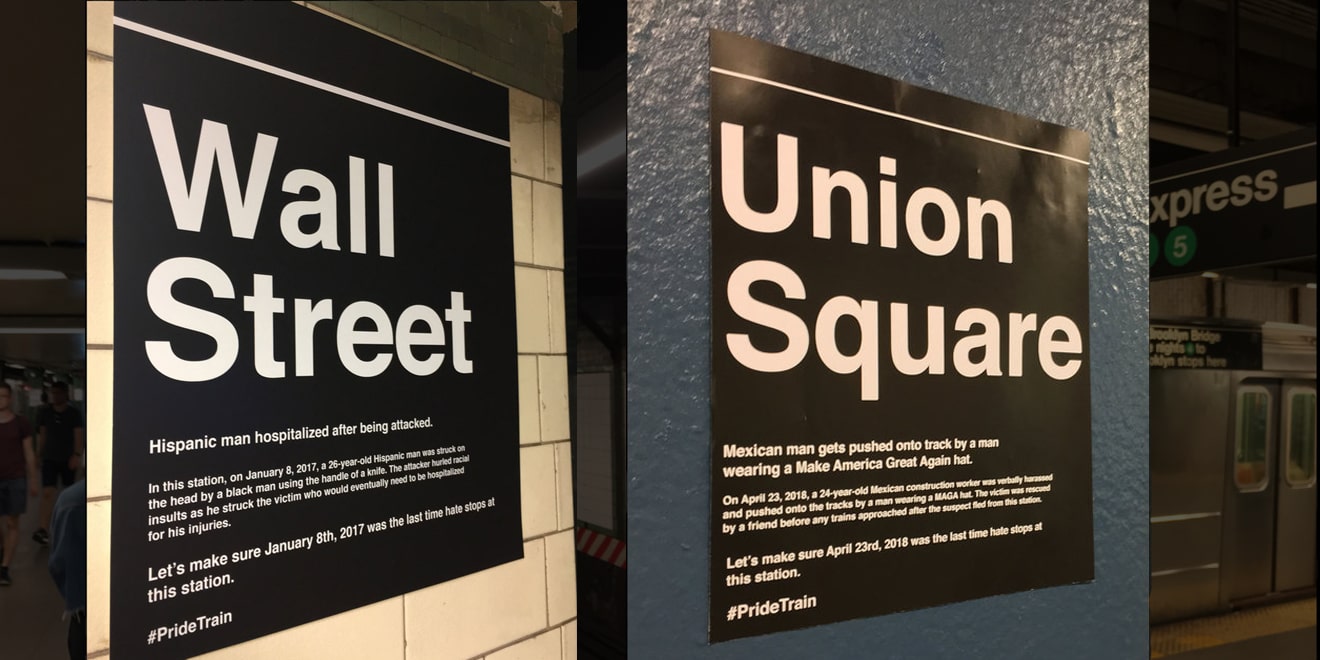 Wall
Street
Hispanic man hospitalized after being attacked.
In this station, on January 8, 2017, a 26-year-old Hispanic man was struck on
the head by a black man using the handle of a knife. The attacker hurled racial
insults as he struck the victim who would eventually need to be hospitalized
for his injuries.
Let's make sure January 8th, 2017 was the last time hate stops at
this station.
#PrideTrain
Union
Square
Mexican man gets pushed onto track by a man
wearing a Make America Great Again hat.
On April 23, 2018, a 24-year-old Mexican construction worker was verbally harassed
and pushed onto the tracks by a man wearing a MAGA hat. The victim was rescued
by a friend before any trains approached after the suspect fled from this station.
Let's make sure April 23rd, 2018 was the last time hate stops at
this station.
#PrideTrain
xpress
5
Brooklyn Bridge
stops here